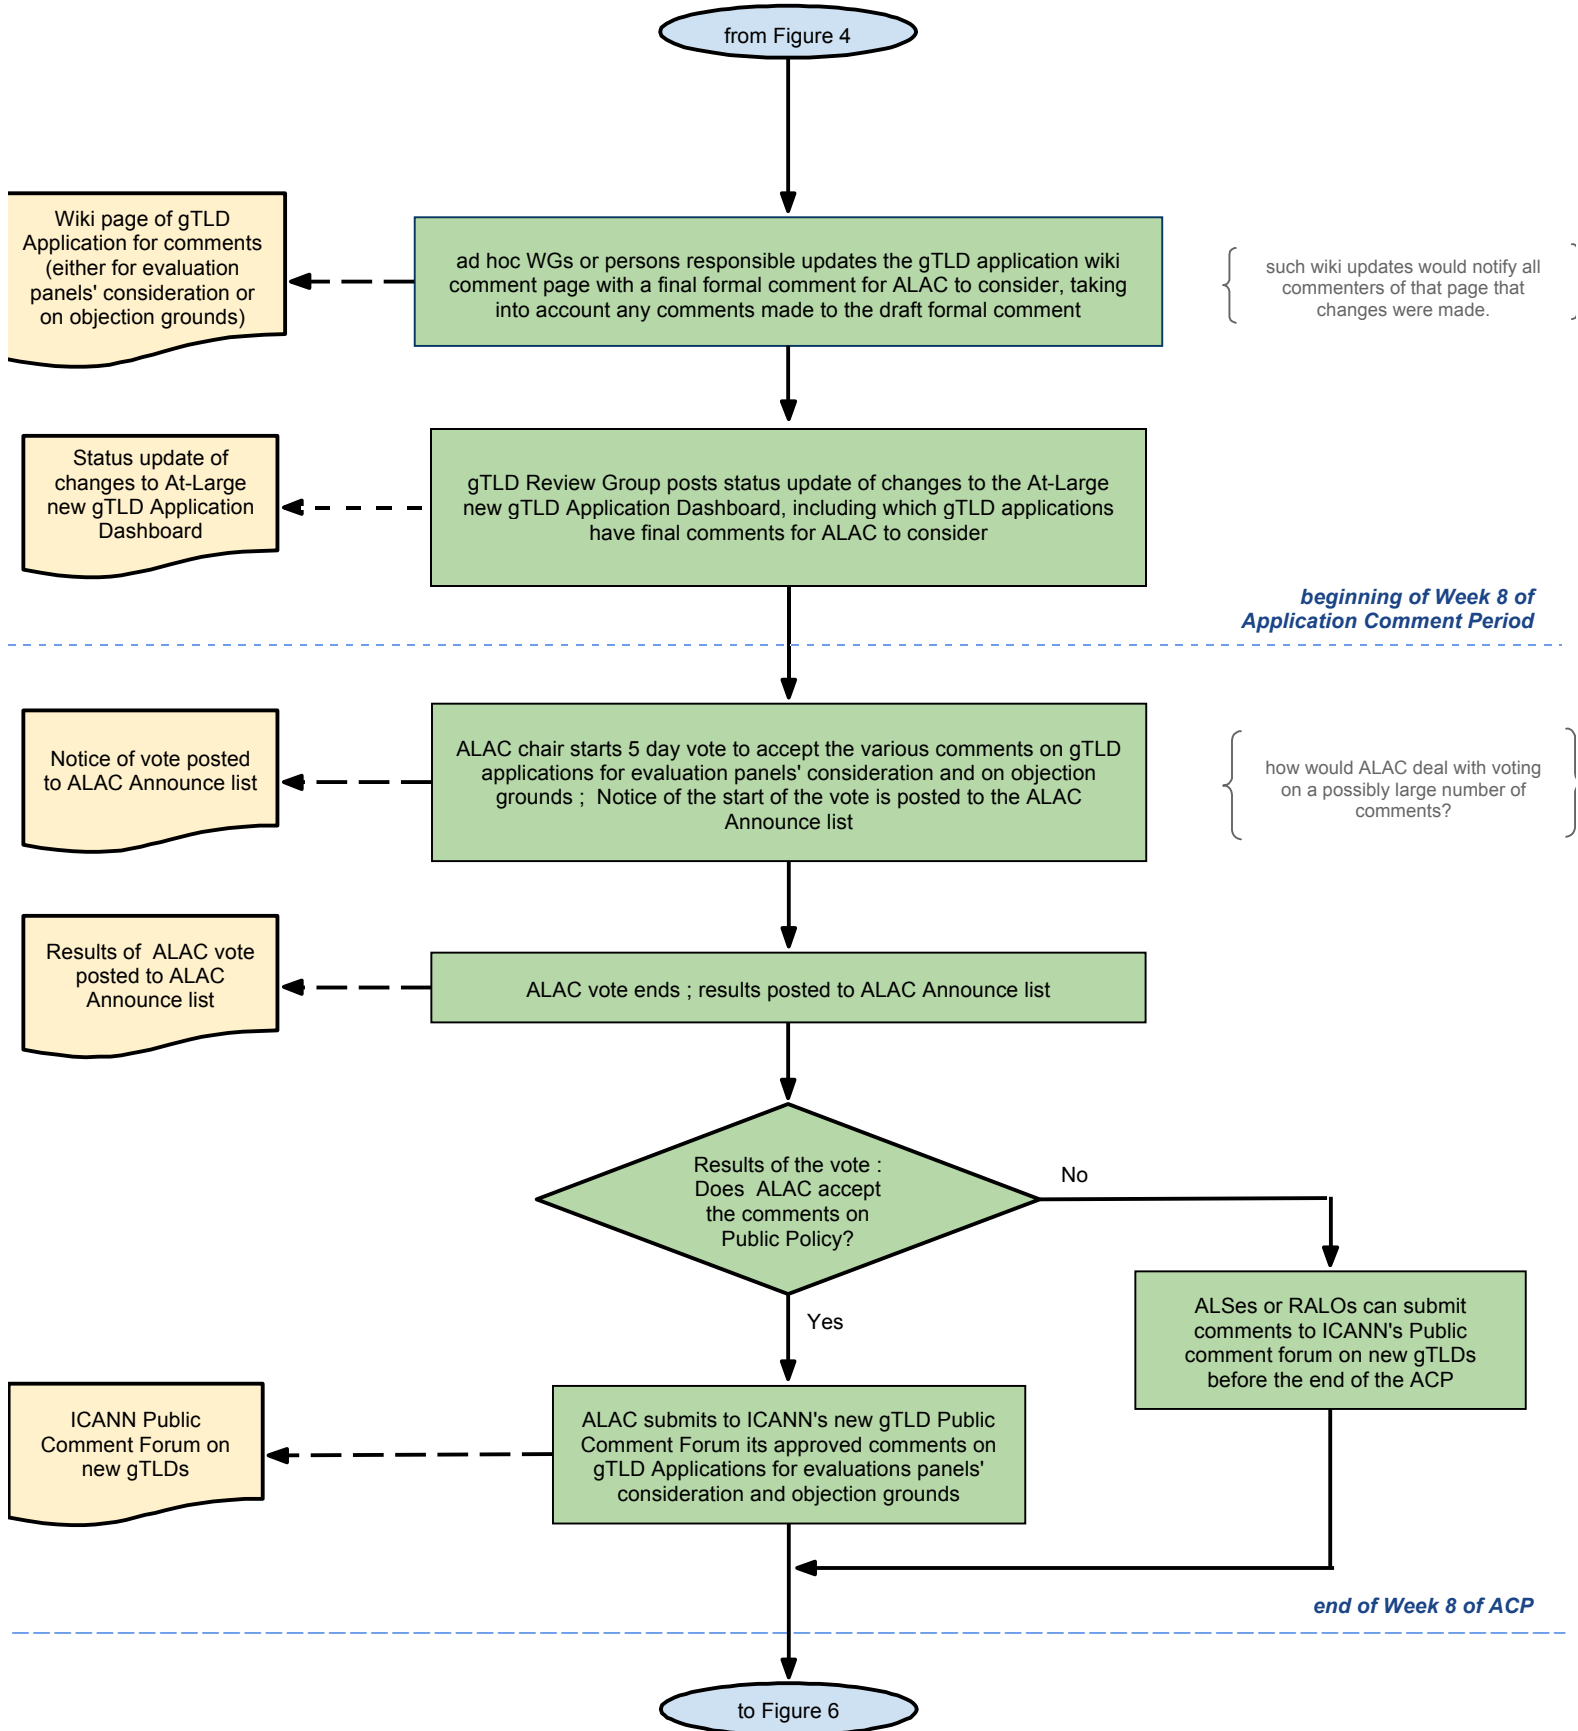 from Figure 4
Wiki page of gTLD
Application for comments
(either for evaluation
panels' consideration or
on objection grounds)
ad hoc WGs or persons responsible updates the gTLD application wiki
comment page with a final formal comment for ALAC to consider, taking
into account any comments made to the draft formal comment
such wiki updates would notify all
commenters of that page that
changes were made.
Status update of
changes to At-Large
new gTLD Application
Dashboard
gTLD Review Group posts status update of changes to the At-Large
new gTLD Application Dashboard, including which gTLD applications
have final comments for ALAC to consider
beginning of Week 8 of
Application Comment Period
Notice of vote posted
to ALAC Announce list
ALAC chair starts 5 day vote to accept the various comments on gTLD
applications for evaluation panels' consideration and on objection
grounds ; Notice of the start of the vote is posted to the ALAC
Announce list
how would ALAC deal with voting
on a possibly large number of
comments?
Results of ALAC vote
posted to ALAC
Announce list
ALAC vote ends ; results posted to ALAC Announce list
Results of the vote :
Does ALAC accept
the comments on
Public Policy?
No
Yes
ALSes or RALOs can submit
comments to ICANN's Public
comment forum on new gTLDs
before the end of the ACP
ICANN Public
Comment Forum on
new gTLDs
ALAC submits to ICANN's new gTLD Public
Comment Forum its approved comments on
gTLD Applications for evaluations panels'
consideration and objection grounds
end of Week 8 of ACP
to Figure 6